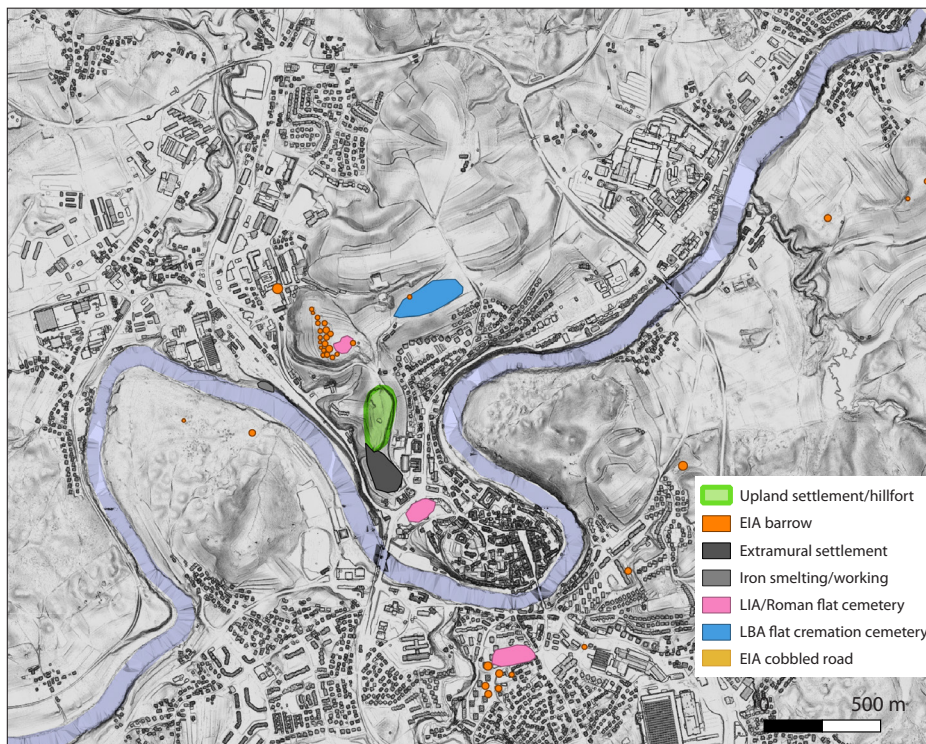 Upland settlement/hillfort
EIA barrow
Extramural settlement
Iron smelting/working
LIA/Roman flat cemetery
LBA flat cremation cemetery
EIA cobbled road
0 500 m